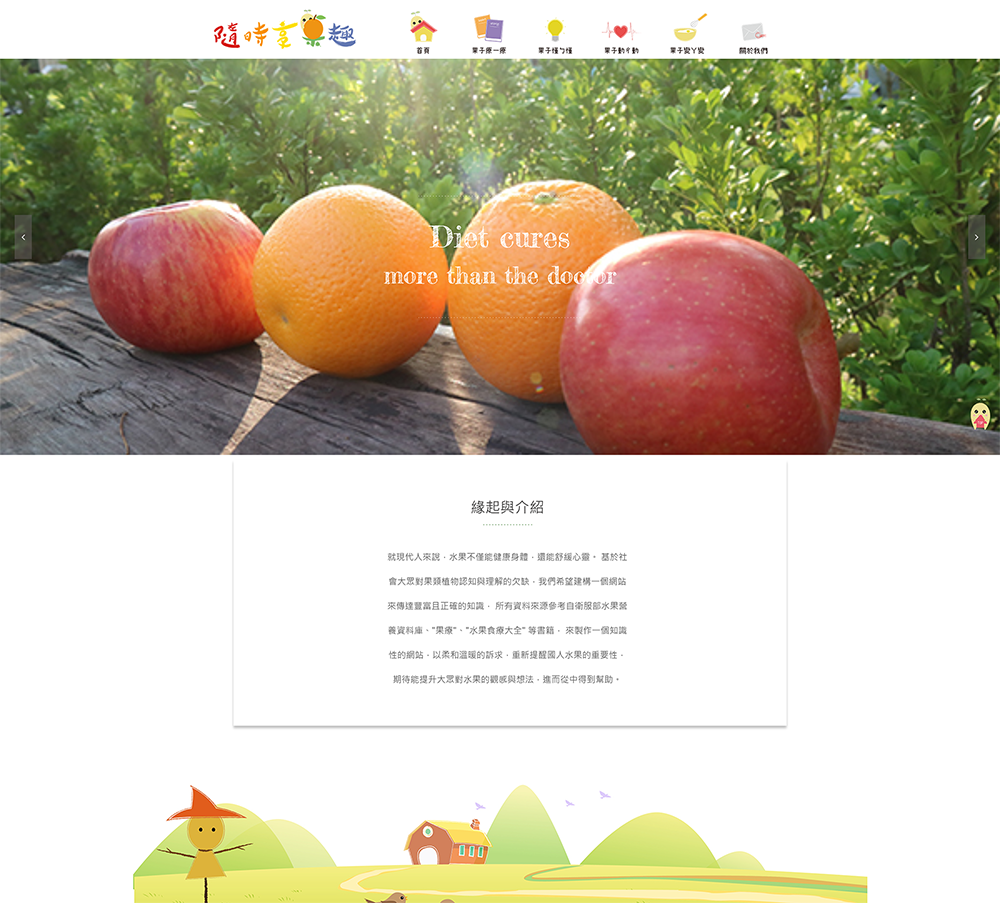 隨時享果趣
首頁
果子療一療
果子懂ㄅ懂
果子動ㄔ動
果子變ㄚ變
關於我們
Diet cures
more than the doctor
緣起與介紹
就現代人來說，水果不僅能健康身體，還能舒緩心靈。 基於社
會大眾對果類植物認知與理解的欠缺，我們希望建構一個網站
來傳達豐富且正確的知識， 所有資料來源參考自衛服部水果營
養資料庫、"果療"、"水果食療大全" 等書籍， 來製作一個知識
性的網站，以柔和溫暖的訴求，重新提醒國人水果的重要性，
期待能提升大眾對水果的觀感與想法，進而從中得到幫助。